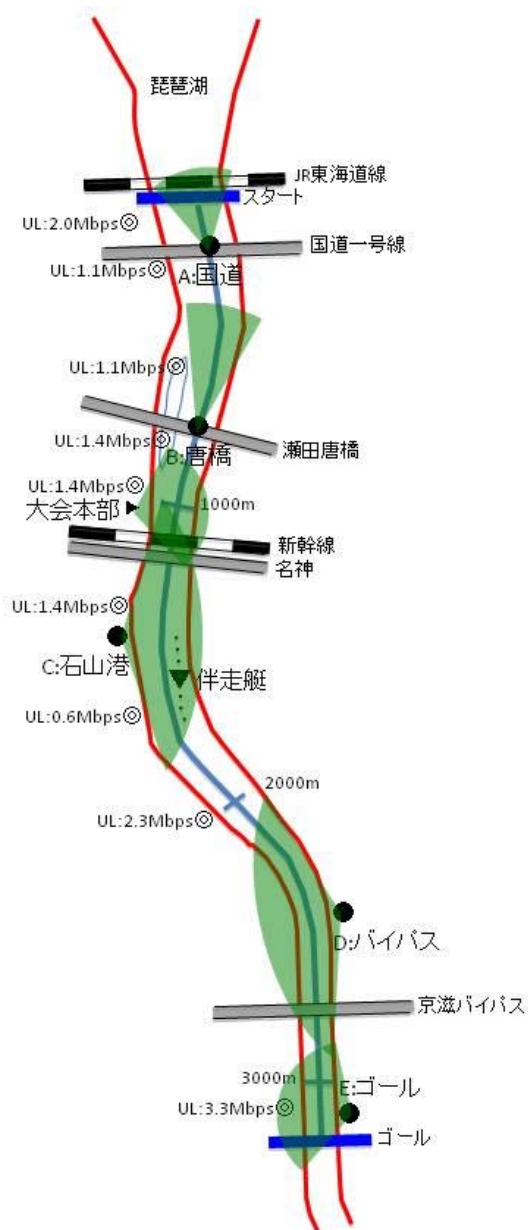 琵琶湖
JR東海道線
スタート
UL:2.0Mbps
国道一号線
UL:1.1Mbps
A:国道
UL:1.1Mbps
UL:1.4Mbps
B:唐橋
瀬田唐橋
UL:1.4Mbps
大会本部
1000m
新幹線
名神
UL:1.4Mbps
C:石山港
伴走艇
UL:0.6Mbps
2000m
UL:2.3Mbps
D:バイパス
京滋バイパス
3000m
E:ゴール
UL:3.3Mbps
ゴール